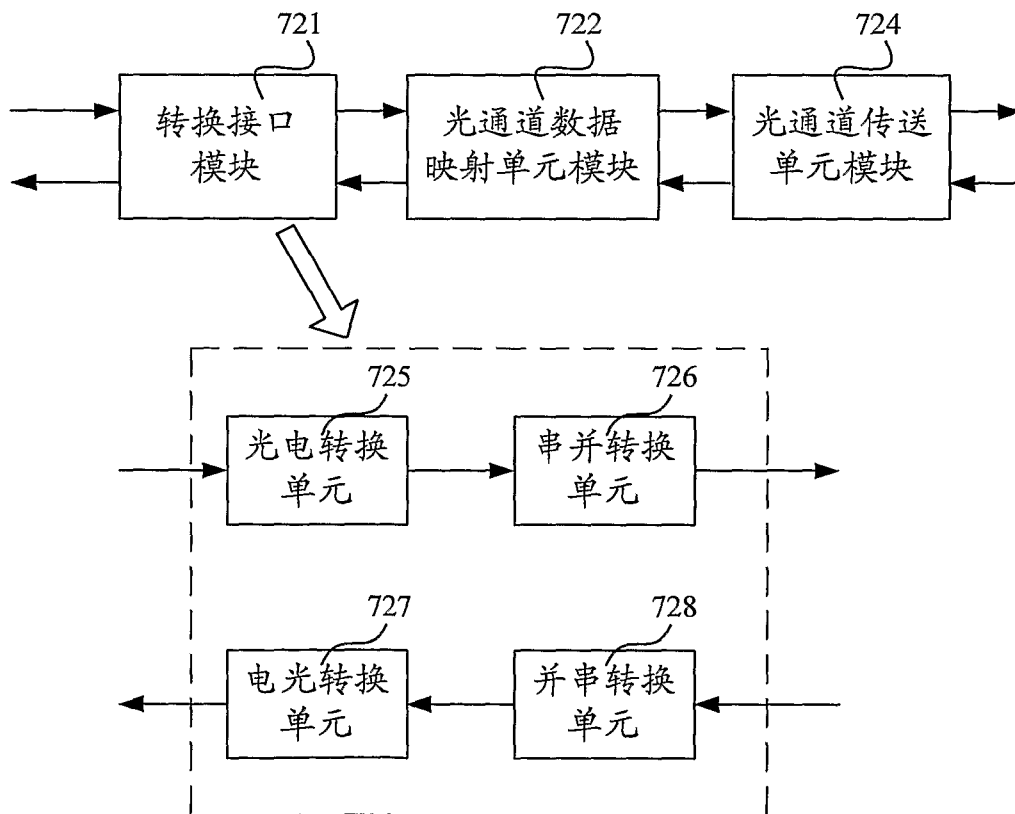 721
722
724
转换接口
模块
光通道数据
映射单元模块
光通道传送
单元模块
725
726
光电转换
单元
串并转换
单元
727
728
电光转换
单元
并串转换
单元